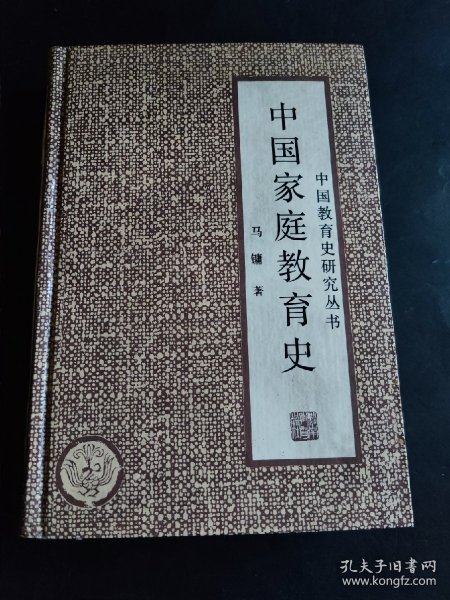 中国教育史研究丛书
中国家庭教育史
马镛 著
孔夫子旧书网
www.kongfz.com